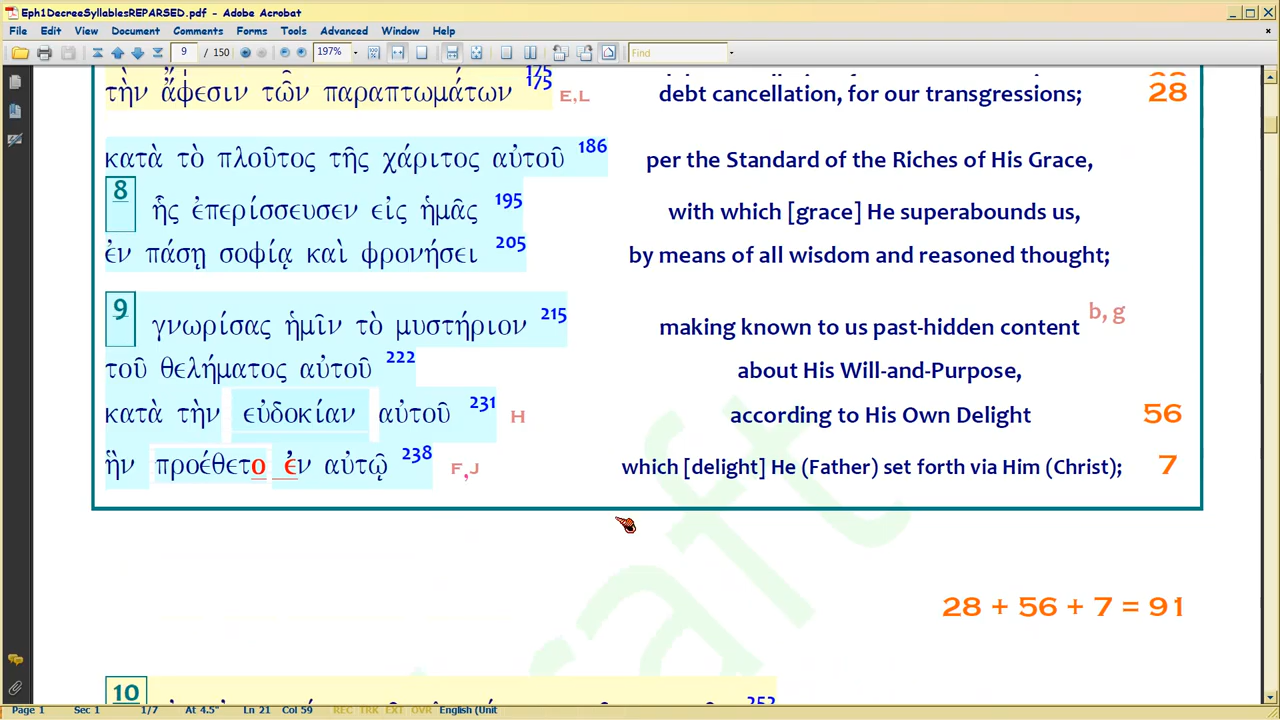 Eph1DecreeSyllablesREPARSED.pdf - Adobe Acrobat
File Edit View Document Comments Forms Tools Advanced Window Help
9 / 150 197% Find
τὴν ἄφεσιν τῶν παραπτωμάτων 175 E,L debt cancellation, for our transgressions; 28
κατὰ τὸ πλοῦτος τῆς χάριτος αὐτοῦ 186 per the Standard of the Riches of His Grace,
8 ἧς ἐπερίσσευσεν εἰς ἡμᾶς 195 with which [grace] He superabounds us,
ἐν πάσῃ σοφίᾳ καὶ φρονήσει 205 by means of all wisdom and reasoned thought;
9 γνωρίσας ἡμῖν τὸ μυστήριον 215 making known to us past-hidden content b, g
τοῦ θελήματος αὐτοῦ 222 about His Will-and-Purpose,
κατὰ τὴν εὐδοκίαν αὐτοῦ 231 H according to His Own Delight 56
ἣν προέθετο ἐν αὐτῷ 238 F,J which [delight] He (Father) set forth via Him (Christ); 7
28 + 56 + 7 = 91
10 252
Page 1 Sec 1 1/7 At 4.5" Ln 21 Col 59 REC TRK EXT OVR English (Unit